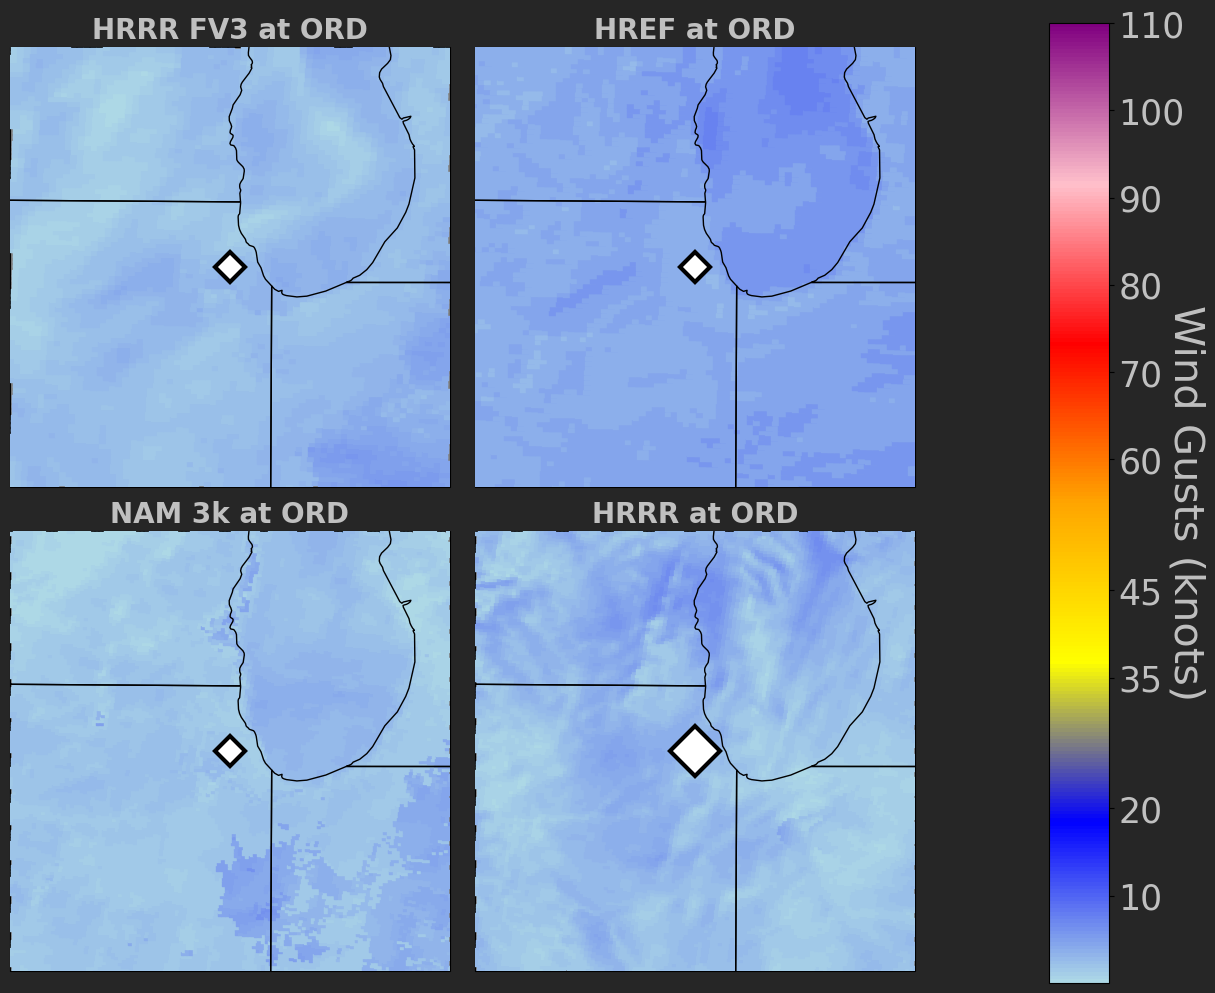 HRRR FV3 at ORD
HREF at ORD
NAM 3k at ORD
HRRR at ORD
110
100
90
80
70
60
45
35
20
10
Wind Gusts (knots)